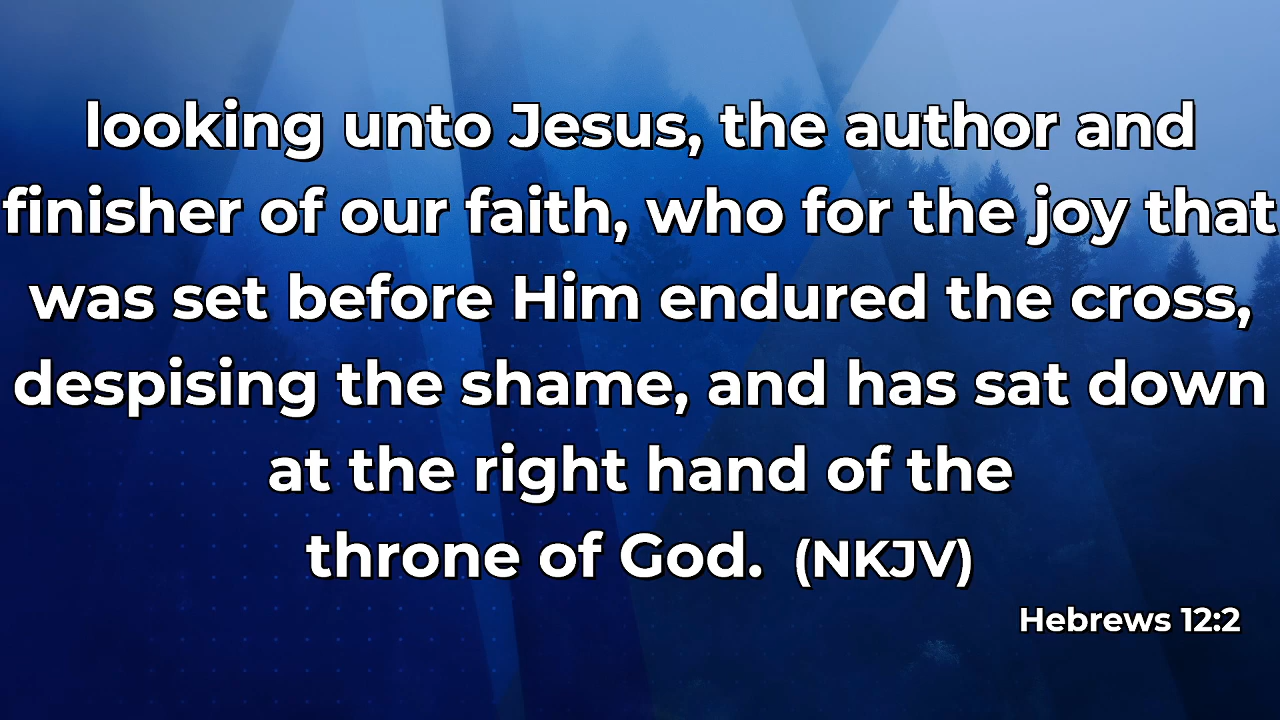 looking unto Jesus, the author and
finisher of our faith, who for the joy that
was set before Him endured the cross,
despising the shame, and has sat down
at the right hand of the
throne of God. (NKJV)
Hebrews 12:2